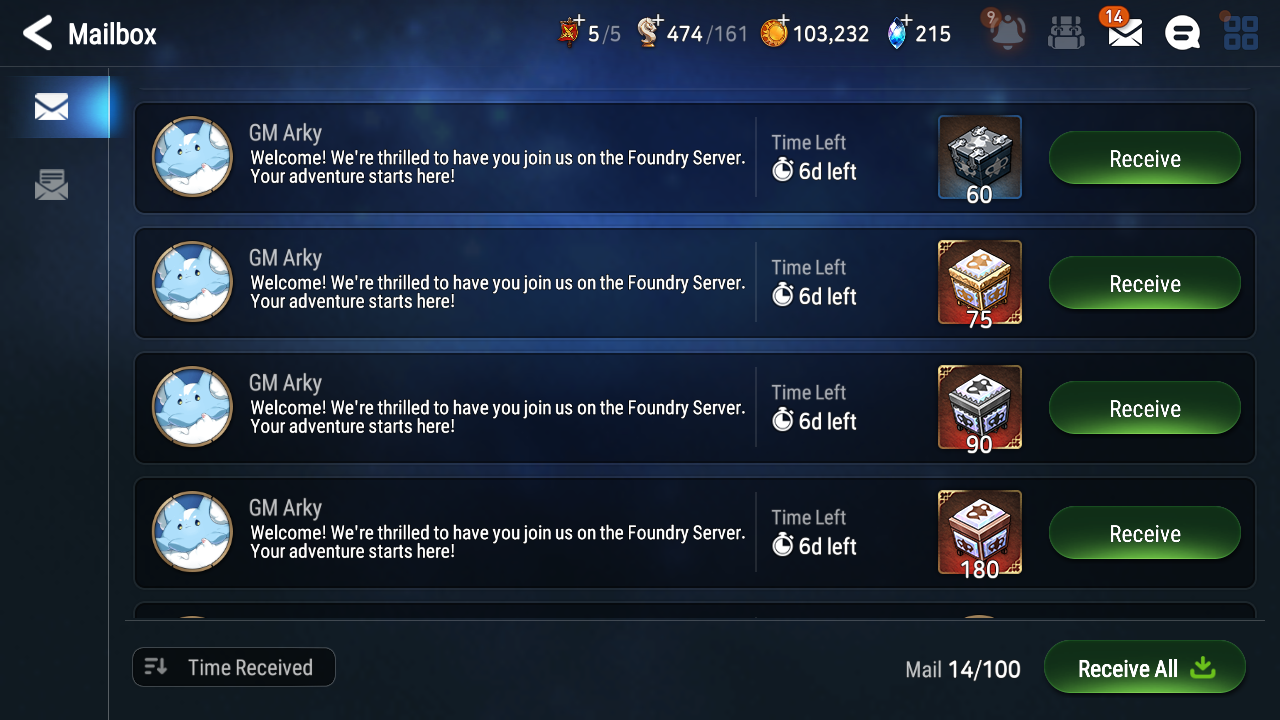 Mailbox
5/5
474/161
103,232
215
9
14
GM Arky
Welcome! We're thrilled to have you join us on the Foundry Server.
Your adventure starts here!
Time Left
6d left
60
Receive
GM Arky
Welcome! We're thrilled to have you join us on the Foundry Server.
Your adventure starts here!
Time Left
6d left
75
Receive
GM Arky
Welcome! We're thrilled to have you join us on the Foundry Server.
Your adventure starts here!
Time Left
6d left
90
Receive
GM Arky
Welcome! We're thrilled to have you join us on the Foundry Server.
Your adventure starts here!
Time Left
6d left
180
Receive
Time Received
Mail 14/100
Receive All